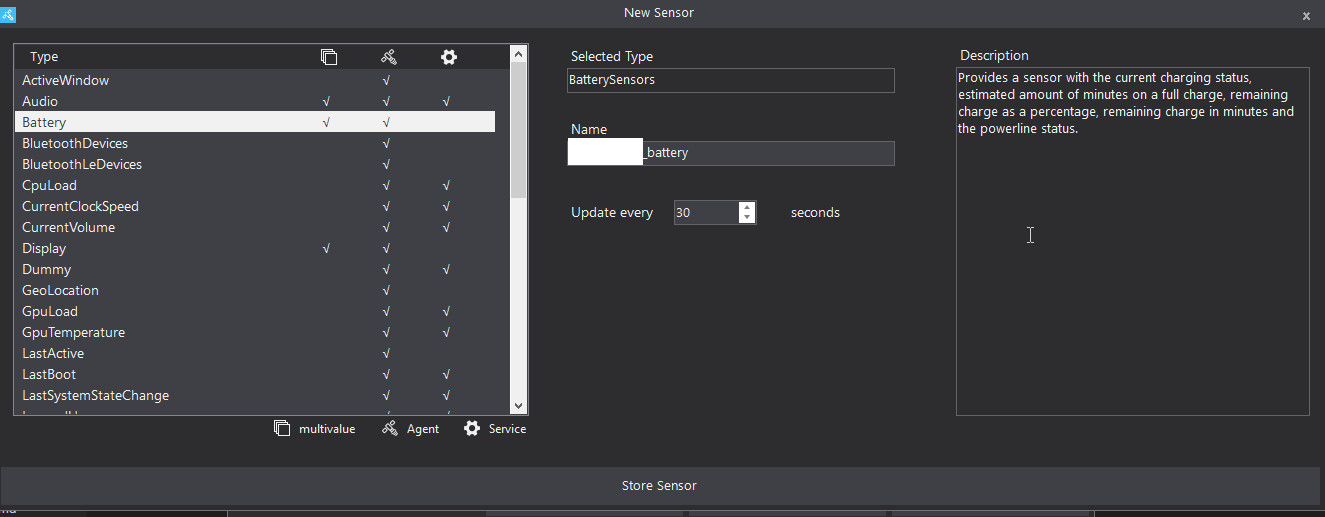 New Sensor
x
Type
ActiveWindow √
Audio √ √ √
Battery √ √
BluetoothDevices √
BluetoothLeDevices √
CpuLoad √ √
CurrentClockSpeed √ √
CurrentVolume √ √
Display √ √
Dummy √ √
GeoLocation √
GpuLoad √ √
GpuTemperature √ √
LastActive √
LastBoot √ √
LastSystemStateChange √ √
multivalue Agent Service
Selected Type
BatterySensors
Name
_battery
Update every 30 seconds
Description
Provides a sensor with the current charging status,
estimated amount of minutes on a full charge, remaining
charge as a percentage, remaining charge in minutes and
the powerline status.
Store Sensor